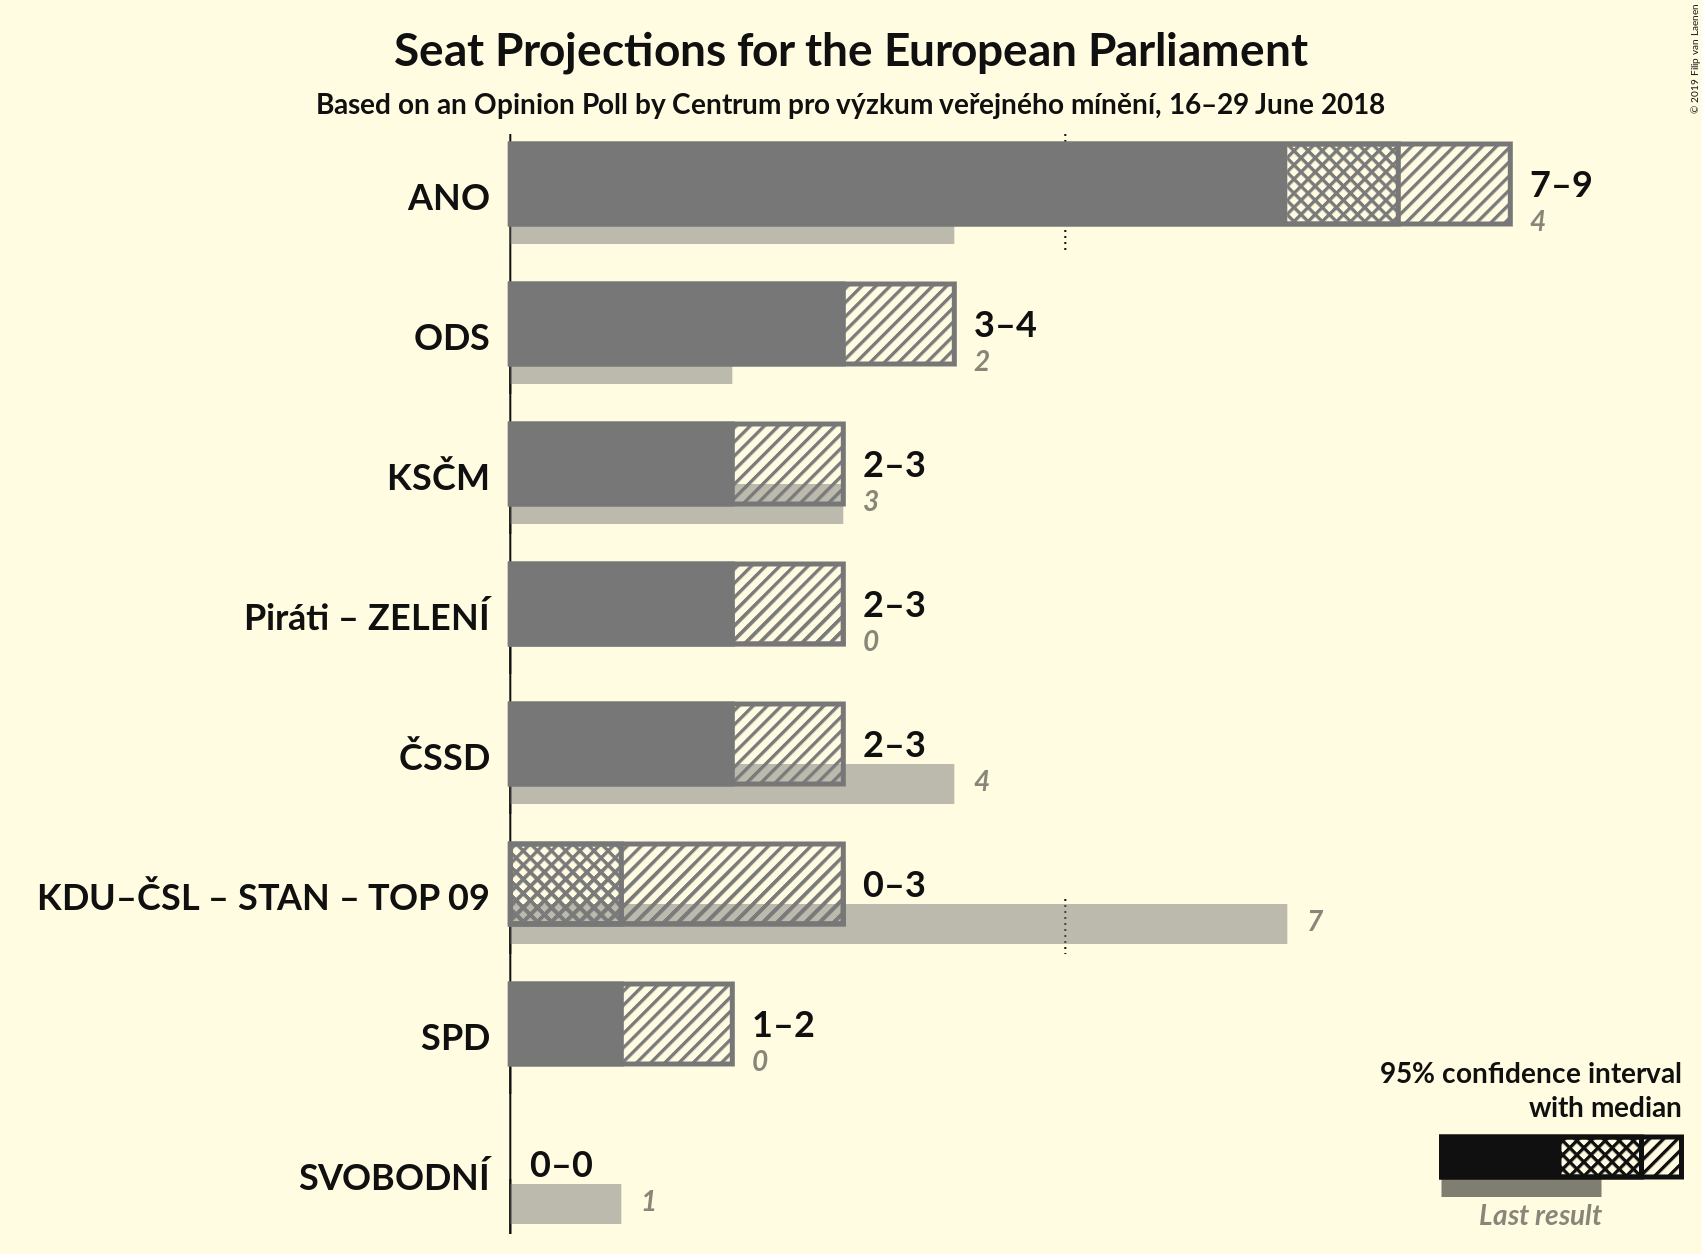 Seat Projections for the European Parliament
Based on an Opinion Poll by Centrum pro výzkum veřejného mínění, 16–29 June 2018
© 2019 Filip van Laenen
ANO
7–9
4
ODS
3–4
2
KSČM
2–3
3
Piráti – ZELENÍ
2–3
0
ČSSD
2–3
4
KDU–ČSL – STAN – TOP 09
0–3
7
SPD
1–2
0
SVOBODNÍ
0–0
1
95% confidence interval
with median
Last result